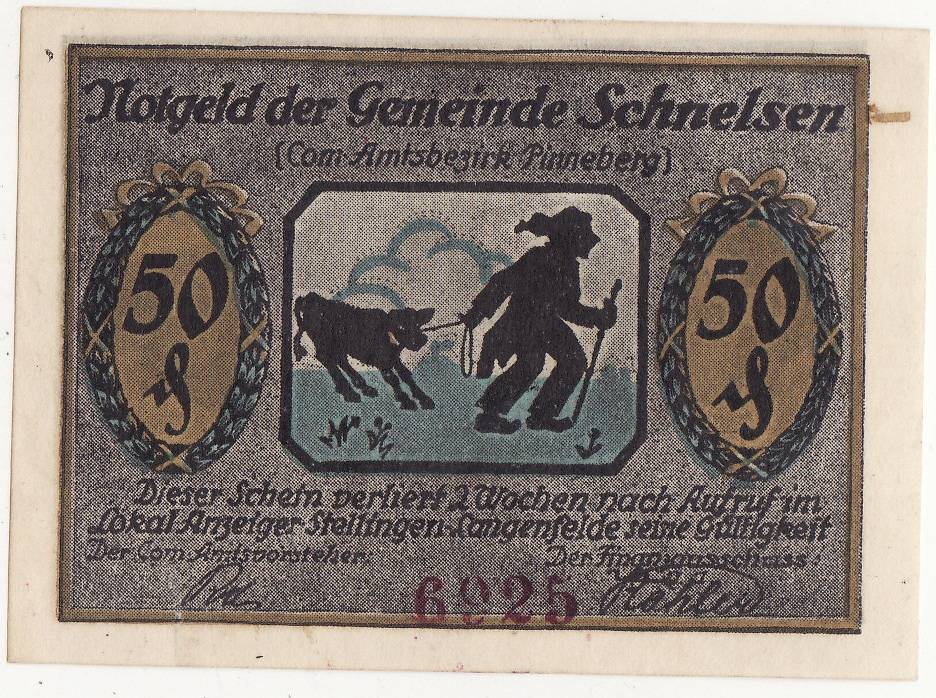 Notgeld der Gemeinde Schnelsen
(Com. Amtsbezirk Pinneberg)
50
50
Dieser Schein verliert 2 Wochen nach Aufruf im
Lokal Anzeiger Stellingen-Langenfelde seine Gültigkeit
Der Com. Amtsvorsteher: Der Finanzausschuss:
6925